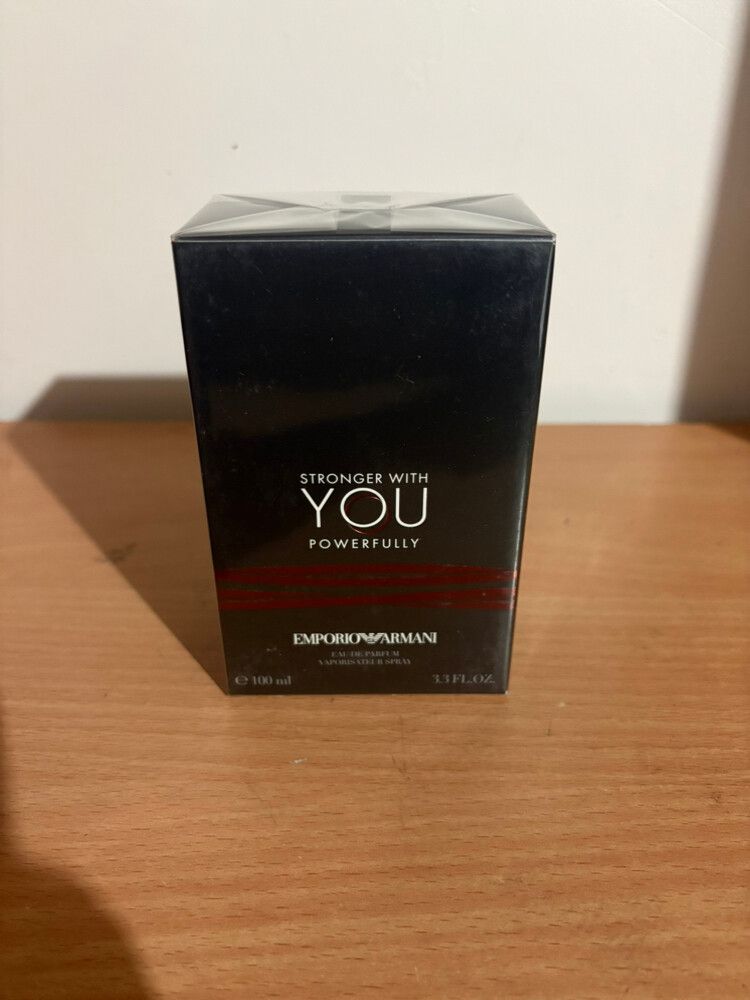 STRONGER WITH
YOU
POWERFULLY
EMPORIO ARMANI
EAU DE PARFUM
VAPORISATEUR SPRAY
℮ 100 ml 3.3 FL.OZ.